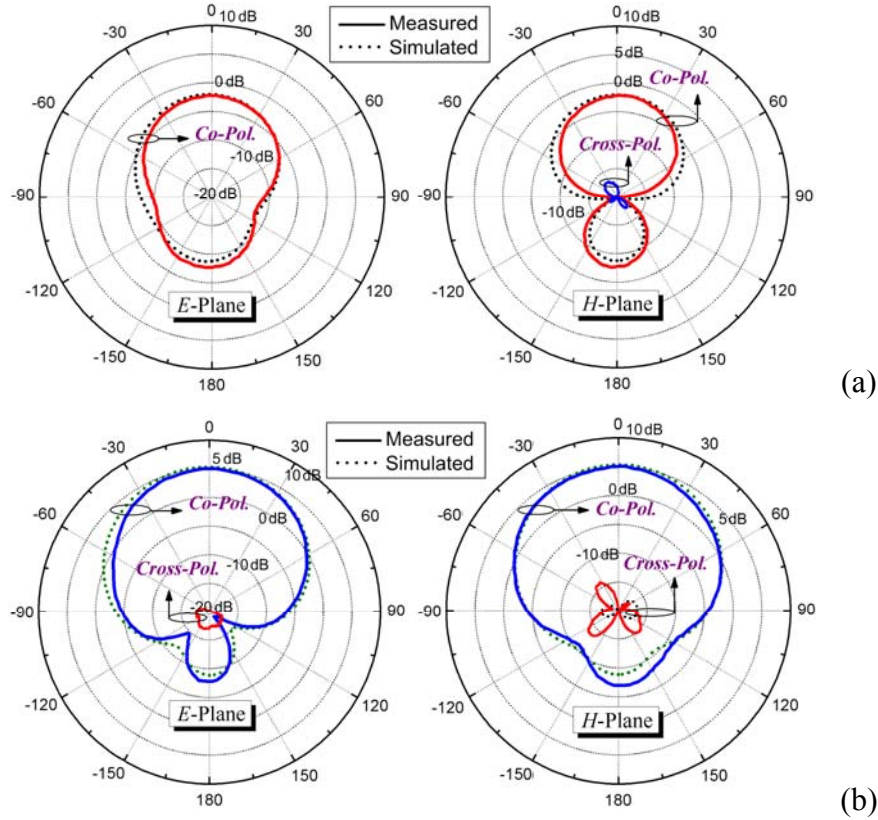 0
10 dB
Measured
Simulated
0
10 dB
-30
30
-30
5 dB
30
0 dB
0 dB
Co-Pol.
-60
60
-60
60
Co-Pol.
Cross-Pol.
-10 dB
-90
-20 dB
90
-90
-10 dB
90
-120
120
-120
120
E-Plane
H-Plane
-150
150
-150
150
180
180
(a)
0
Measured
Simulated
0
10 dB
-30
5 dB
30
10 dB
-30
30
Co-Pol.
0 dB
0 dB
Co-Pol.
5 dB
-60
60
-60
60
Cross-Pol.
-10 dB
-10 dB
Cross-Pol.
-90
-20 dB
90
-90
90
-120
120
-120
120
E-Plane
H-Plane
-150
150
-150
150
180
180
(b)